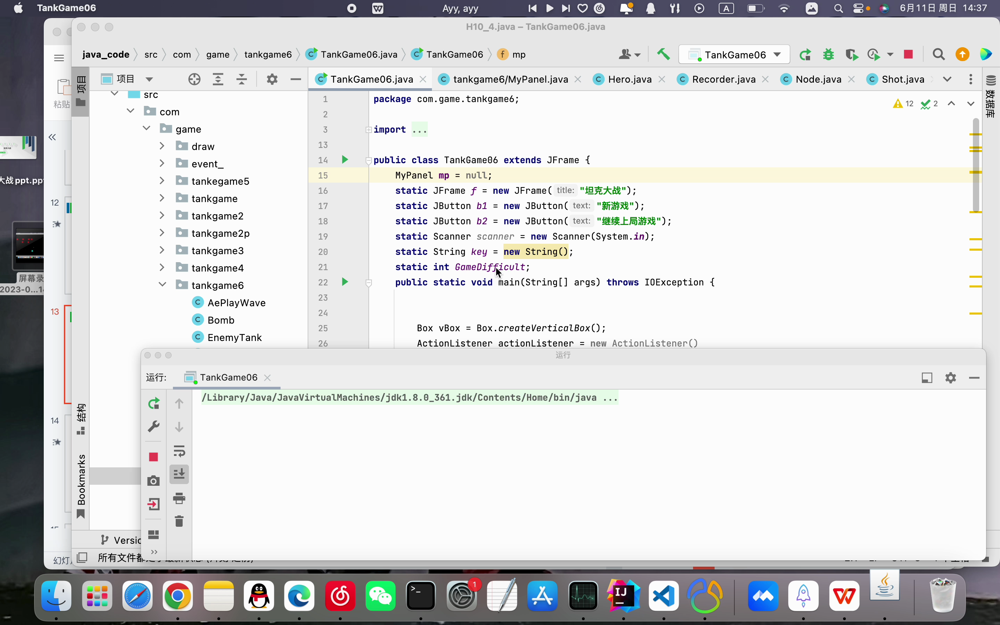 TankGame06
Ayy, ayy
A
6月11日 周日 14:37
H10_4.java – TankGame06.java
java_code
src
com
game
tankgame6
TankGame06.java
TankGame06
mp
TankGame06
粘贴
12
13
14
项目
结构
Bookmarks
数据库
项目
TankGame06.java
tankgame6/MyPanel.java
Hero.java
Recorder.java
Node.java
Shot.java
src
com
game
draw
event_
tankegame5
tankgame
tankgame2
tankgame2p
tankgame3
tankgame4
tankgame6
AePlayWave
Bomb
EnemyTank
大战ppt.pp
屏幕录
2023-0...14
12
2
1 package com.game.tankgame6;
2
3 import ...
13
14 public class TankGame06 extends JFrame {
15 MyPanel mp = null;
16 static JFrame f = new JFrame( title: "坦克大战");
17 static JButton b1 = new JButton( text: "新游戏");
18 static JButton b2 = new JButton( text: "继续上局游戏");
19 static Scanner scanner = new Scanner(System.in);
20 static String key = new String();
21 static int GameDifficult;
22 public static void main(String[] args) throws IOException {
23
24
25 Box vBox = Box.createVerticalBox();
26 ActionListener actionListener = new ActionListener()
运行
运行:
TankGame06
/Library/Java/JavaVirtualMachines/jdk1.8.0_361.jdk/Contents/Home/bin/java ...
Versio
所有文件都
幻灯
1
IJ